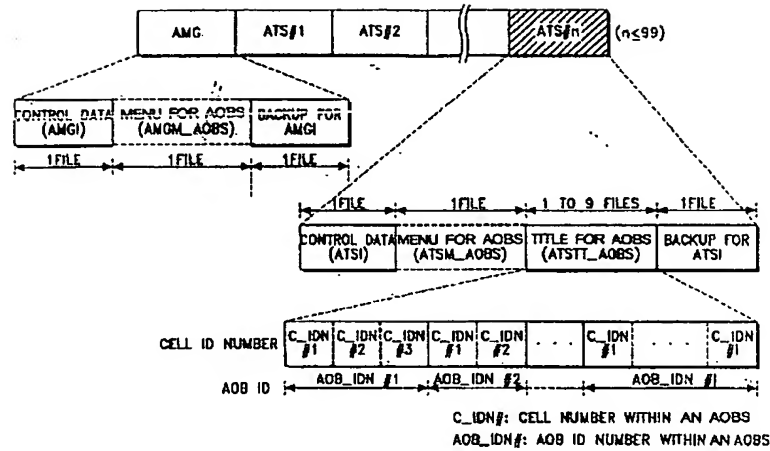 AMG ATS#1 ATS#2 ATS#n (n≤99)
CONTROL DATA (AMGI)
MENU FOR AOBS (AMGM_AOBS)
BACKUP FOR AMGI
1FILE 1FILE 1FILE
1FILE 1FILE 1 TO 9 FILES 1FILE
CONTROL DATA (ATSI)
MENU FOR AOBS (ATSM_AOBS)
TITLE FOR AOBS (ATSTT_AOBS)
BACKUP FOR ATSI
CELL ID NUMBER
C_IDN #1 C_IDN #2 C_IDN #3 C_IDN #1 C_IDN #2 ... C_IDN #1 ... C_IDN #I
AOB ID AOB_IDN #1 AOB_IDN #2 AOB_IDN #I
C_IDN#: CELL NUMBER WITHIN AN AOBS
AOB_IDN#: AOB ID NUMBER WITHIN AN AOBS